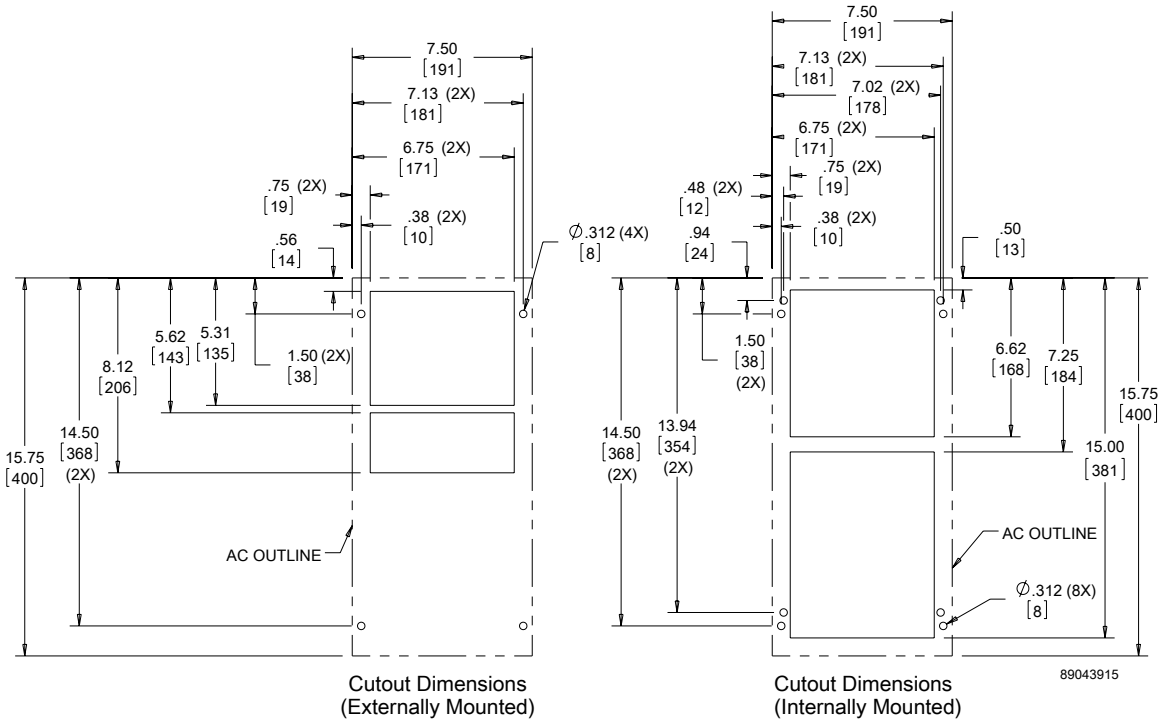 7.50
[191]
7.13 (2X)
[181]
6.75 (2X)
[171]
.75 (2X)
[19]
.38 (2X)
[10]
.56
[14]
Ø.312 (4X)
[8]
5.31
[135]
5.62
[143]
8.12
[206]
1.50 (2X)
[38]
14.50
[368]
(2X)
15.75
[400]
AC OUTLINE
Cutout Dimensions
(Externally Mounted)
7.50
[191]
7.13 (2X)
[181]
7.02 (2X)
[178]
6.75 (2X)
[171]
.75 (2X)
[19]
.48 (2X)
[12]
.38 (2X)
[10]
.94
[24]
.50
[13]
1.50
[38]
(2X)
6.62
[168]
7.25
[184]
15.75
[400]
14.50
[368]
(2X)
13.94
[354]
(2X)
15.00
[381]
AC OUTLINE
Ø.312 (8X)
[8]
89043915
Cutout Dimensions
(Internally Mounted)